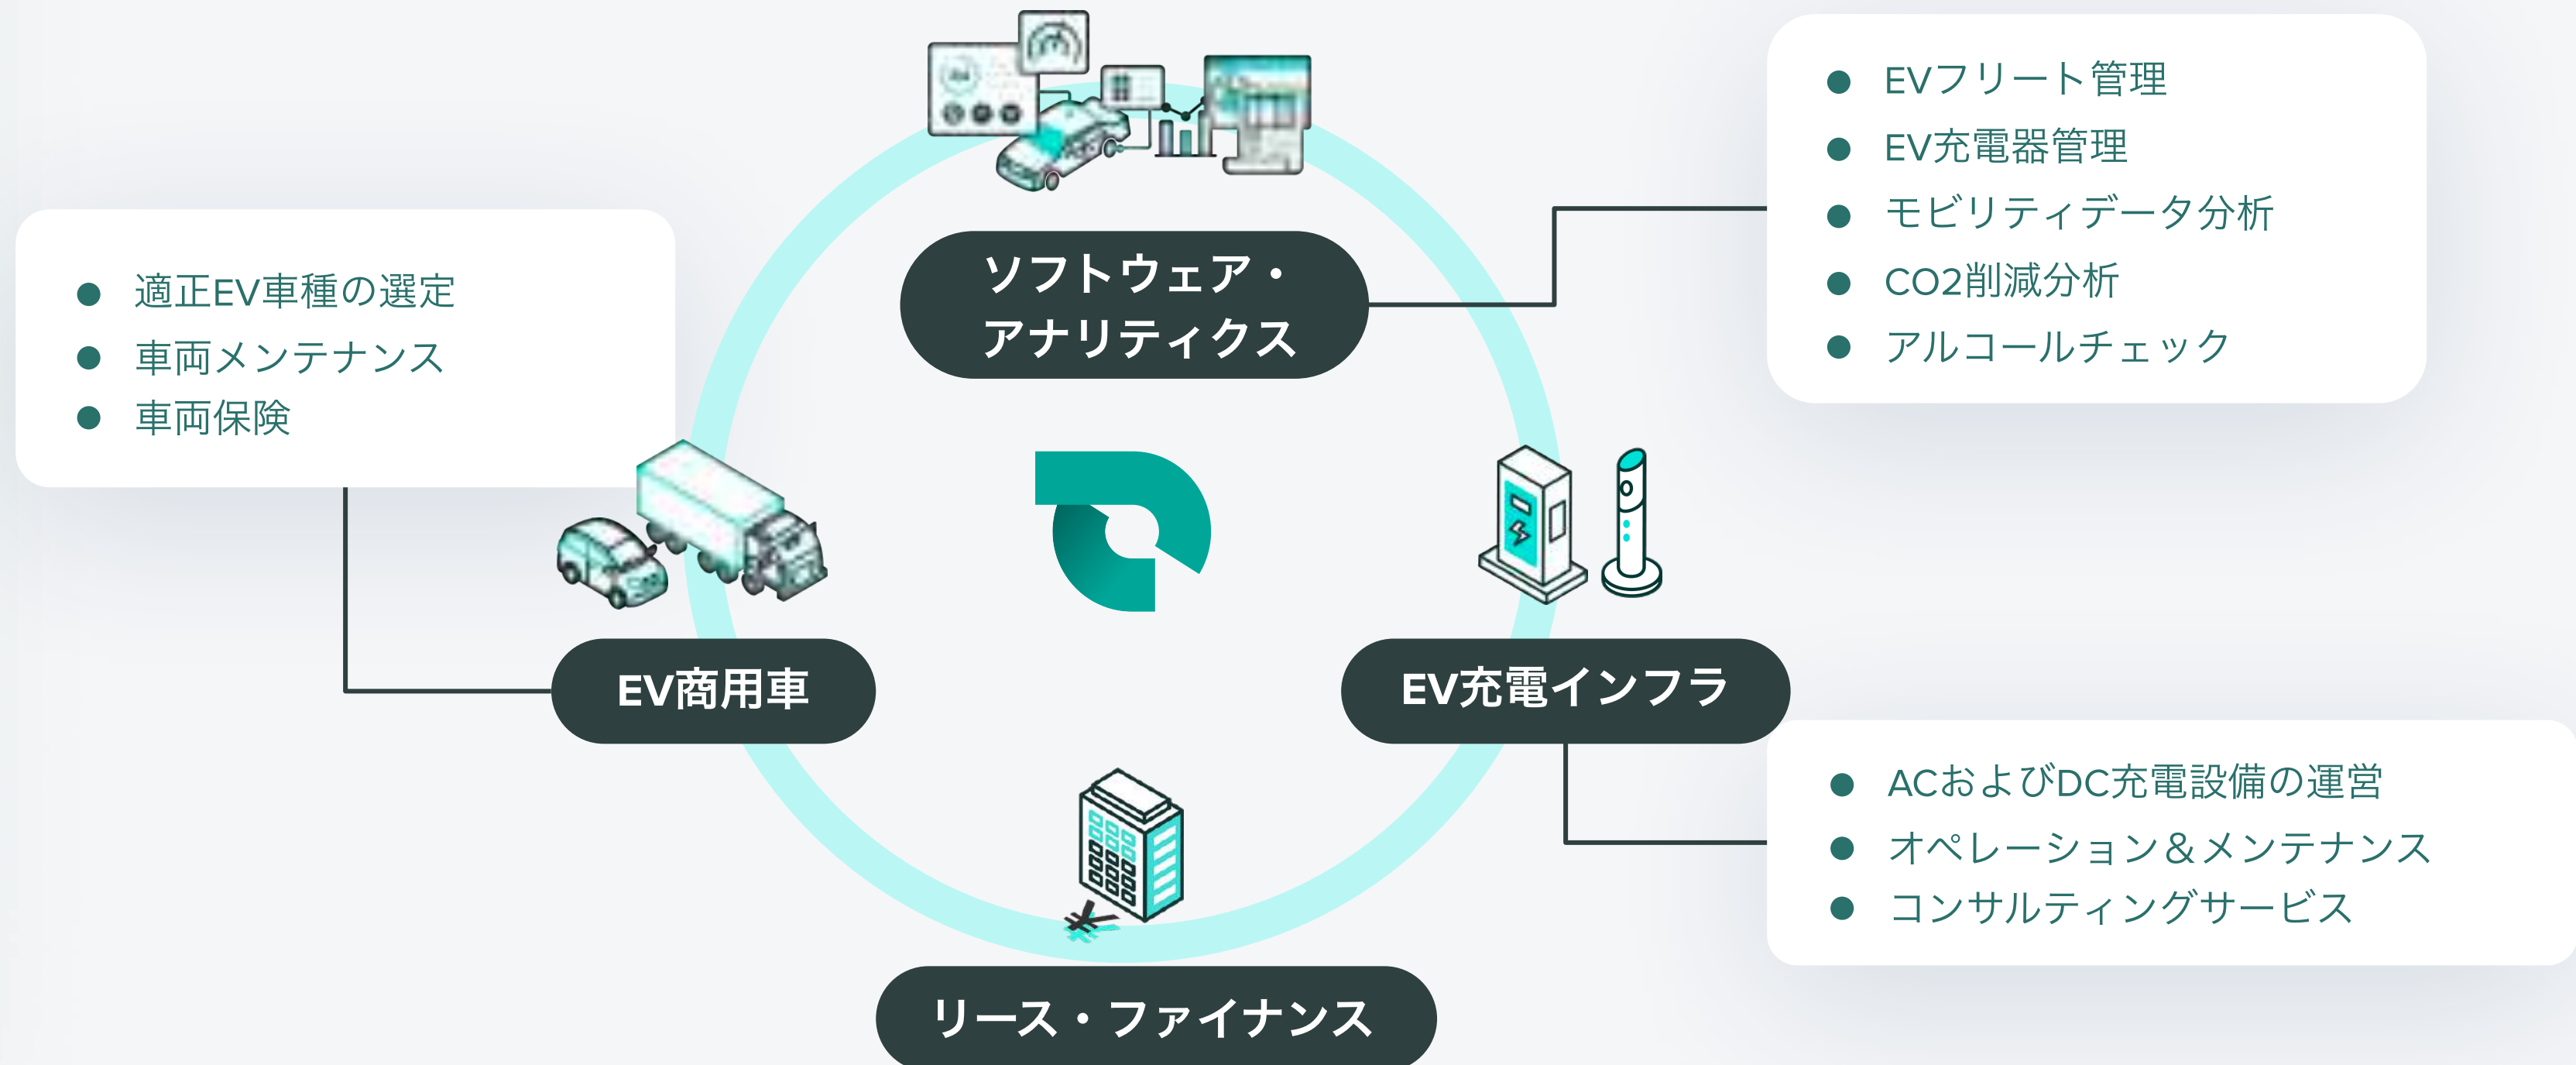 ソフトウェア・
アナリティクス
EVフリート管理
EV充電器管理
モビリティデータ分析
CO2削減分析
アルコールチェック
適正EV車種の選定
車両メンテナンス
車両保険
EV商用車
EV充電インフラ
ACおよびDC充電設備の運営
オペレーション＆メンテナンス
コンサルティングサービス
リース・ファイナンス
¥